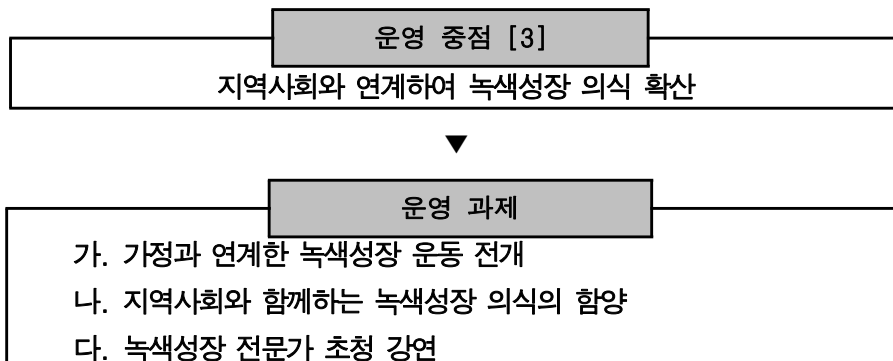 운영 중점 [3]
지역사회와 연계하여 녹색성장 의식 확산
▼
운영 과제
가. 가정과 연계한 녹색성장 운동 전개
나. 지역사회와 함께하는 녹색성장 의식의 함양
다. 녹색성장 전문가 초청 강연